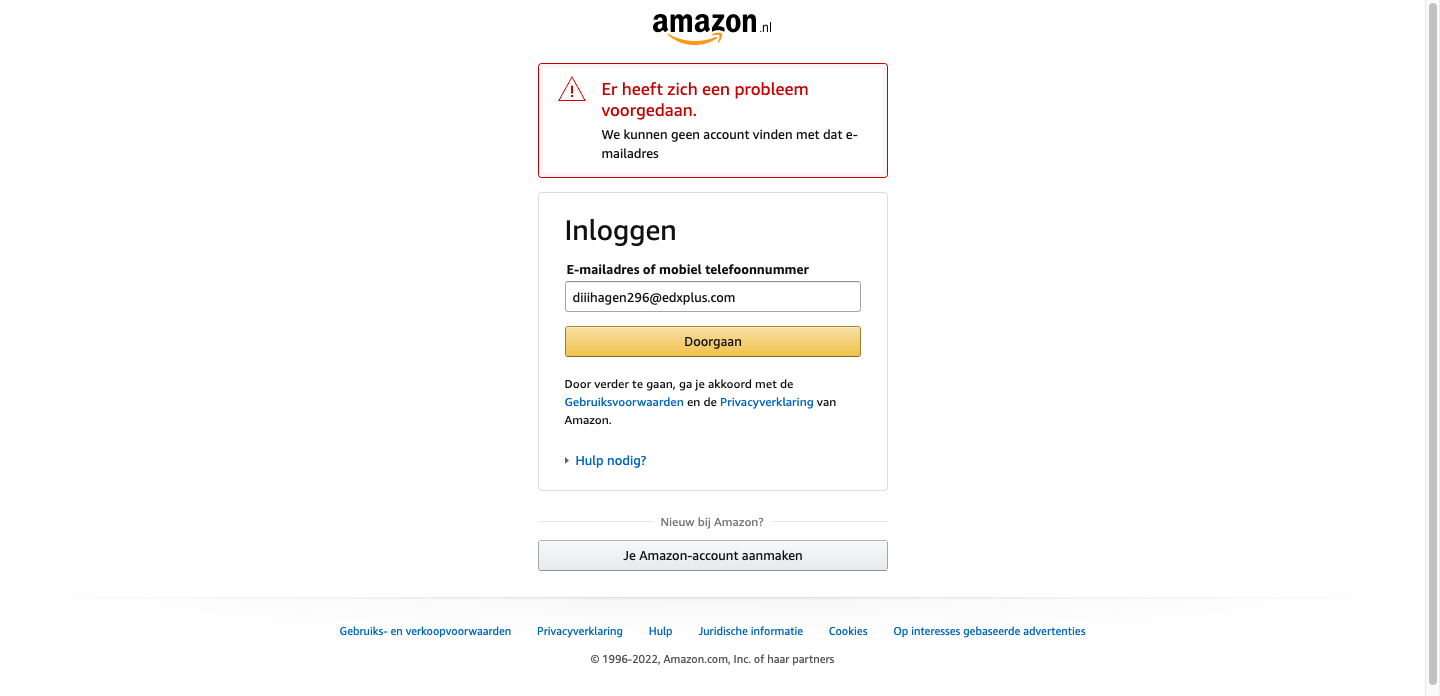 amazon.nl
Er heeft zich een probleem
voorgedaan.
We kunnen geen account vinden met dat e-
mailadres
Inloggen
E-mailadres of mobiel telefoonnummer
diiihagen296@edxplus.com
Doorgaan
Door verder te gaan, ga je akkoord met de
Gebruiksvoorwaarden en de Privacyverklaring van
Amazon.
Hulp nodig?
Nieuw bij Amazon?
Je Amazon-account aanmaken
Gebruiks- en verkoopvoorwaarden Privacyverklaring Hulp Juridische informatie Cookies Op interesses gebaseerde advertenties
© 1996-2022, Amazon.com, Inc. of haar partners